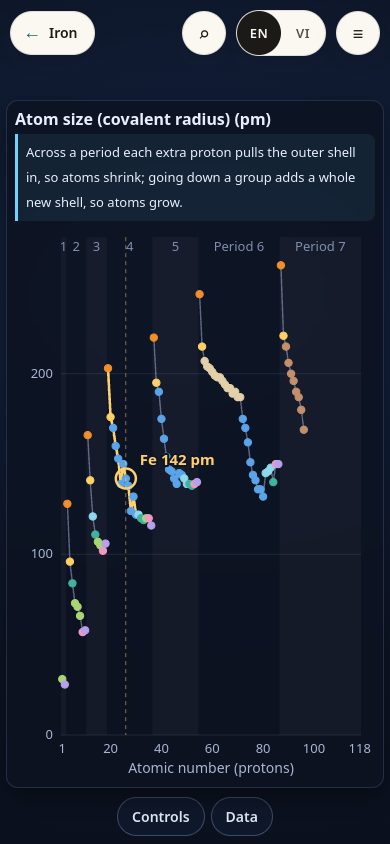 ← Iron
EN VI
Atom size (covalent radius) (pm)
Across a period each extra proton pulls the outer shell
in, so atoms shrink; going down a group adds a whole
new shell, so atoms grow.
1 2 3 4 5 Period 6 Period 7
200
Fe 142 pm
100
0
1 20 40 60 80 100 118
Atomic number (protons)
Controls Data